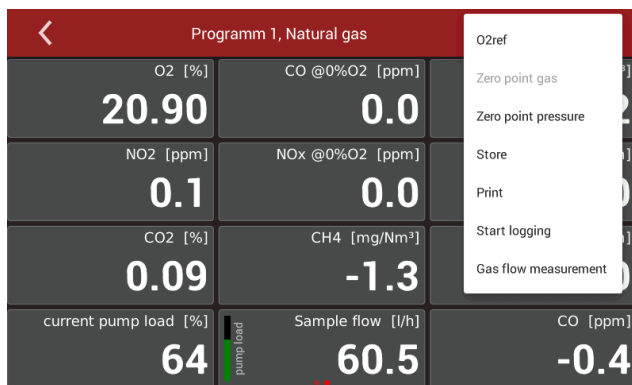 Programm 1, Natural gas
O2ref
Zero point gas
Zero point pressure
Store
Print
Start logging
Gas flow measurement
O2 [%]
20.90
CO @0%O2 [ppm]
0.0
NO2 [ppm]
0.1
NOx @0%O2 [ppm]
0.0
CO2 [%]
0.09
CH4 [mg/Nm³]
-1.3
current pump load [%]
64
pump load
Sample flow [l/h]
60.5
CO [ppm]
-0.4